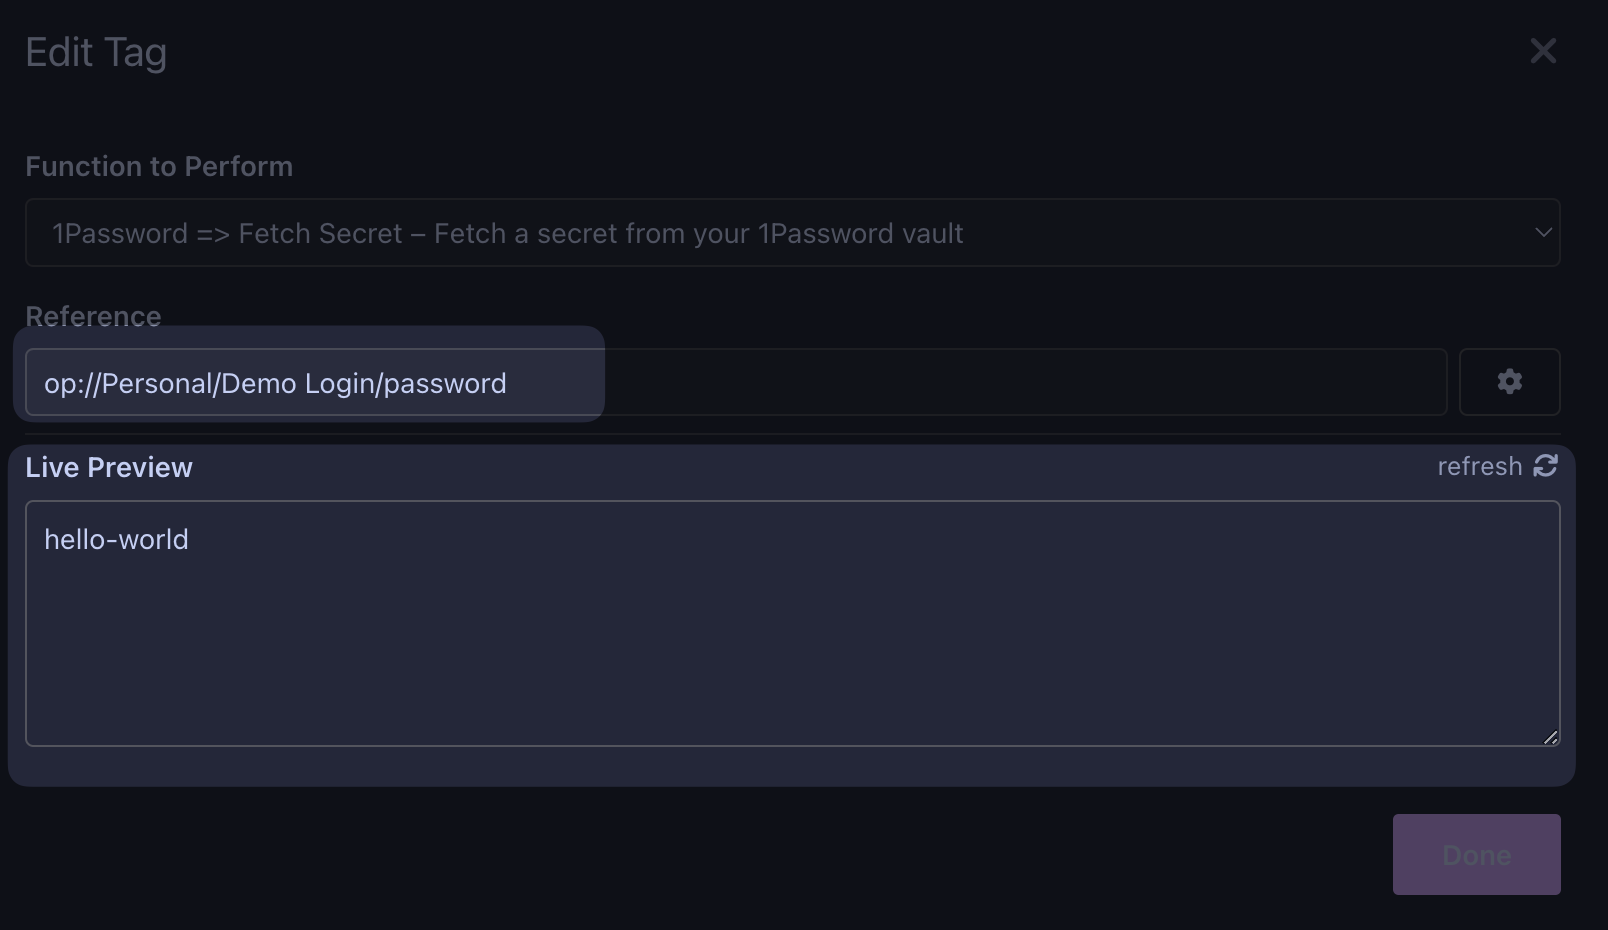 Edit Tag
Function to Perform
1Password => Fetch Secret – Fetch a secret from your 1Password vault
Reference
op://Personal/Demo Login/password
Live Preview
refresh
hello-world
Done